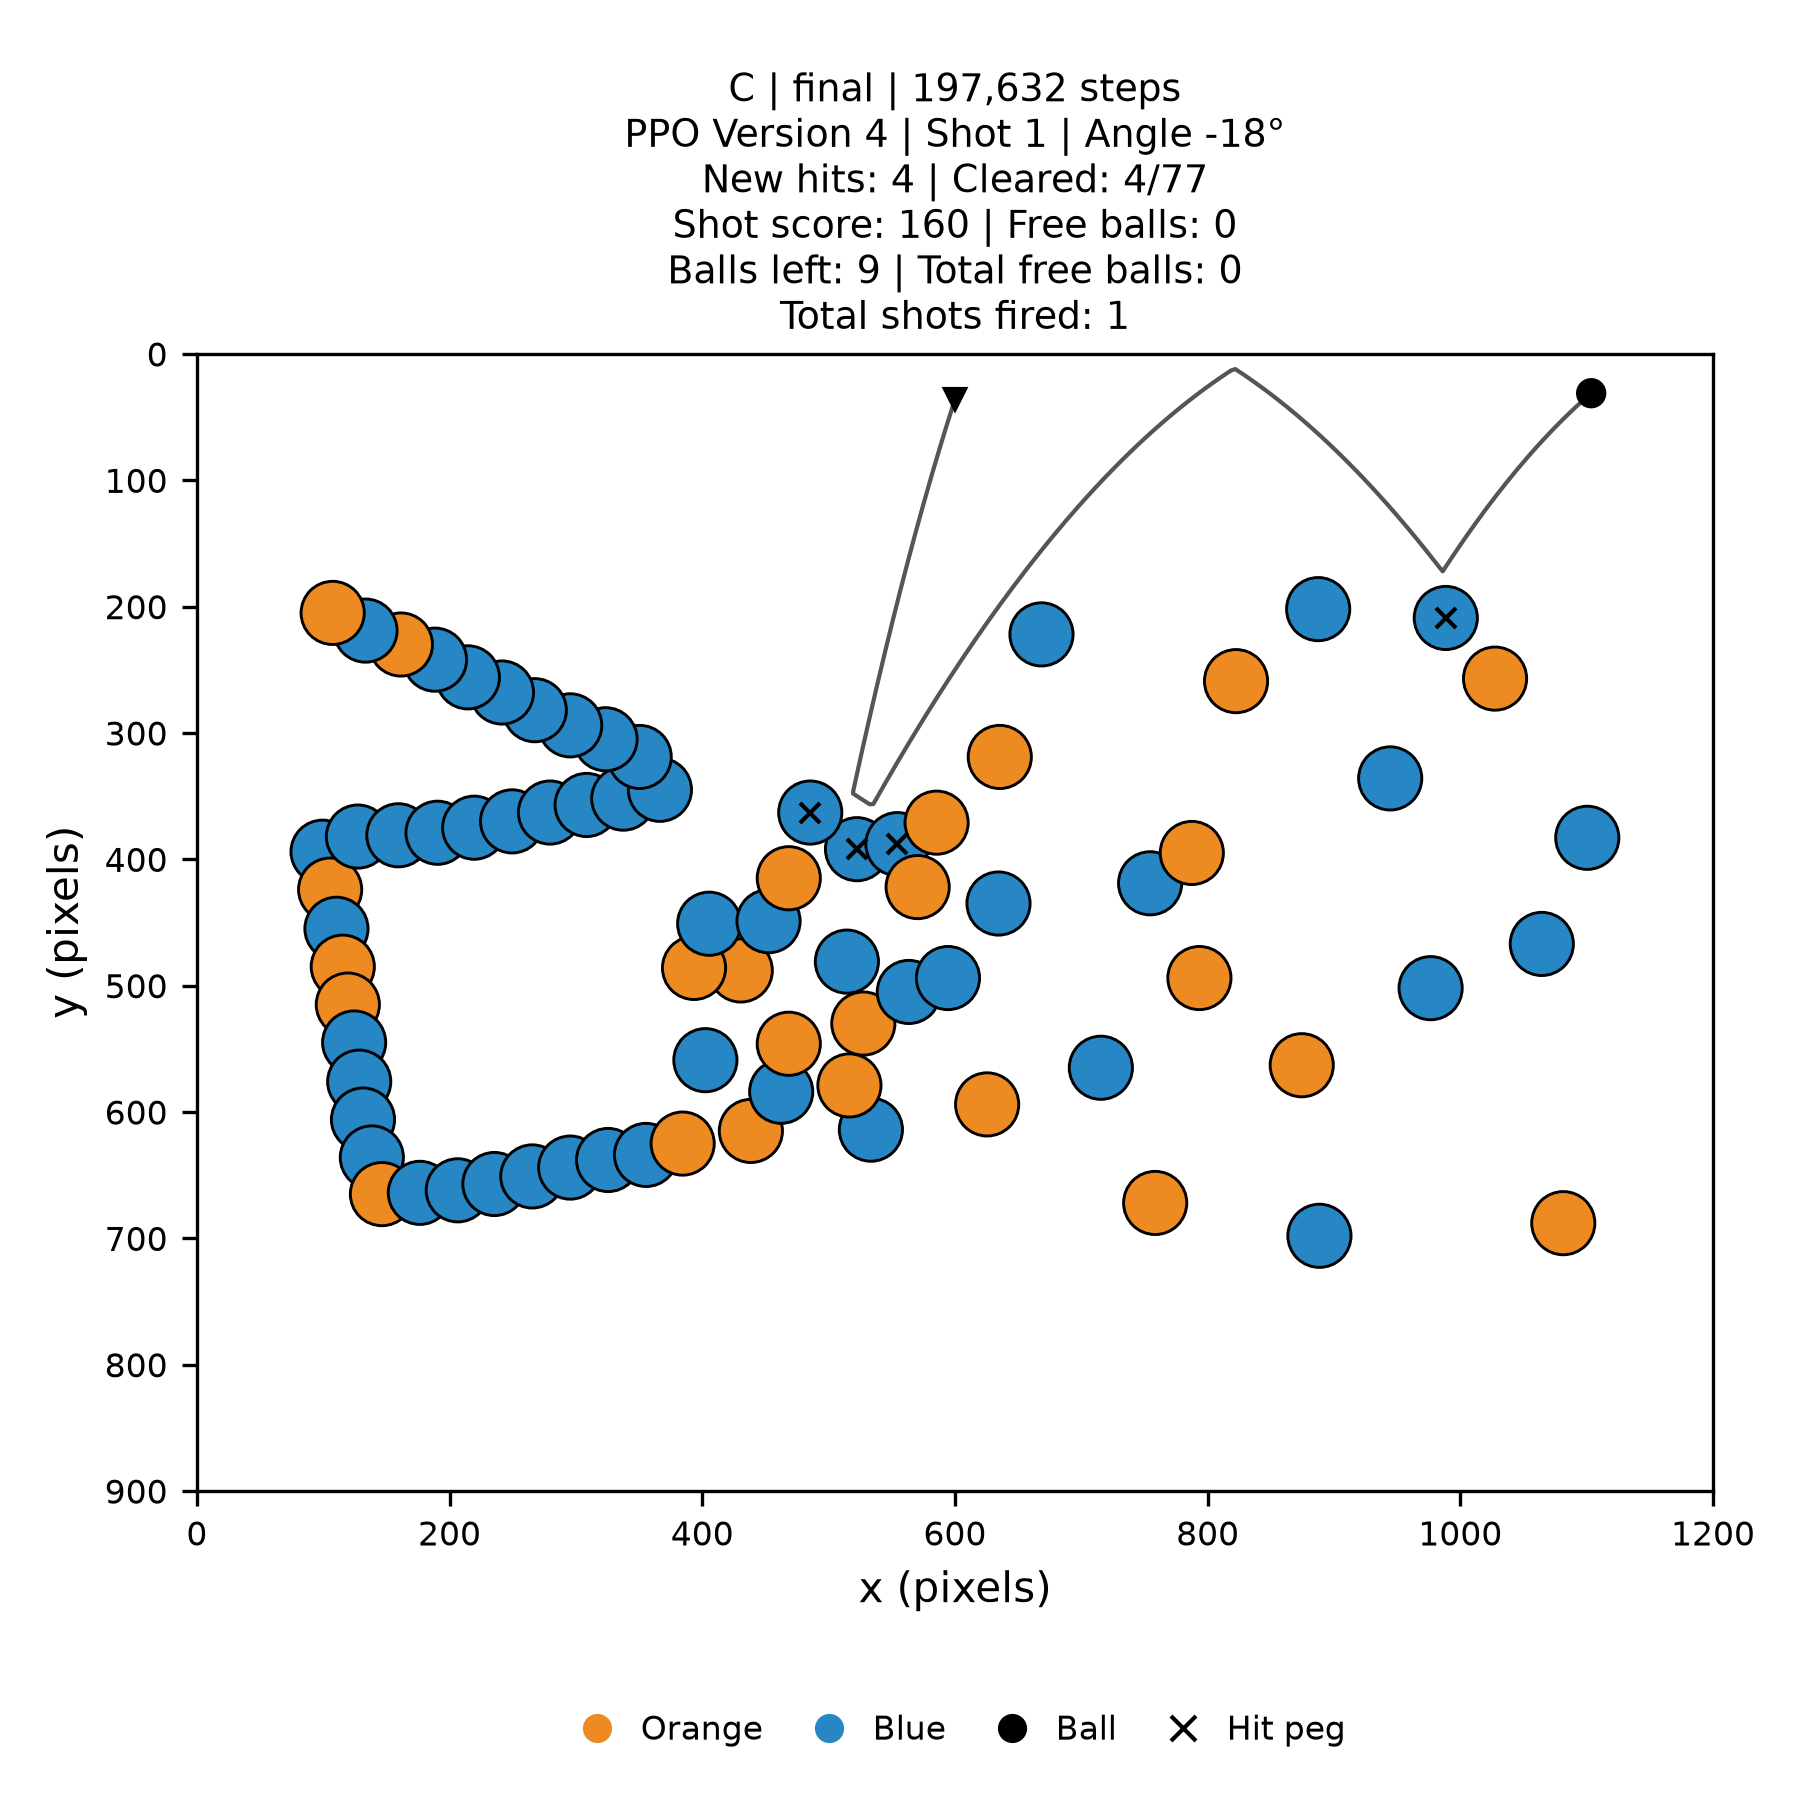 C | final | 197,632 steps
PPO Version 4 | Shot 1 | Angle -18°
New hits: 4 | Cleared: 4/77
Shot score: 160 | Free balls: 0
Balls left: 9 | Total free balls: 0
Total shots fired: 1
0
100
200
300
400
500
600
700
800
900
y (pixels)
0 200 400 600 800 1000 1200
x (pixels)
Orange Blue Ball Hit peg